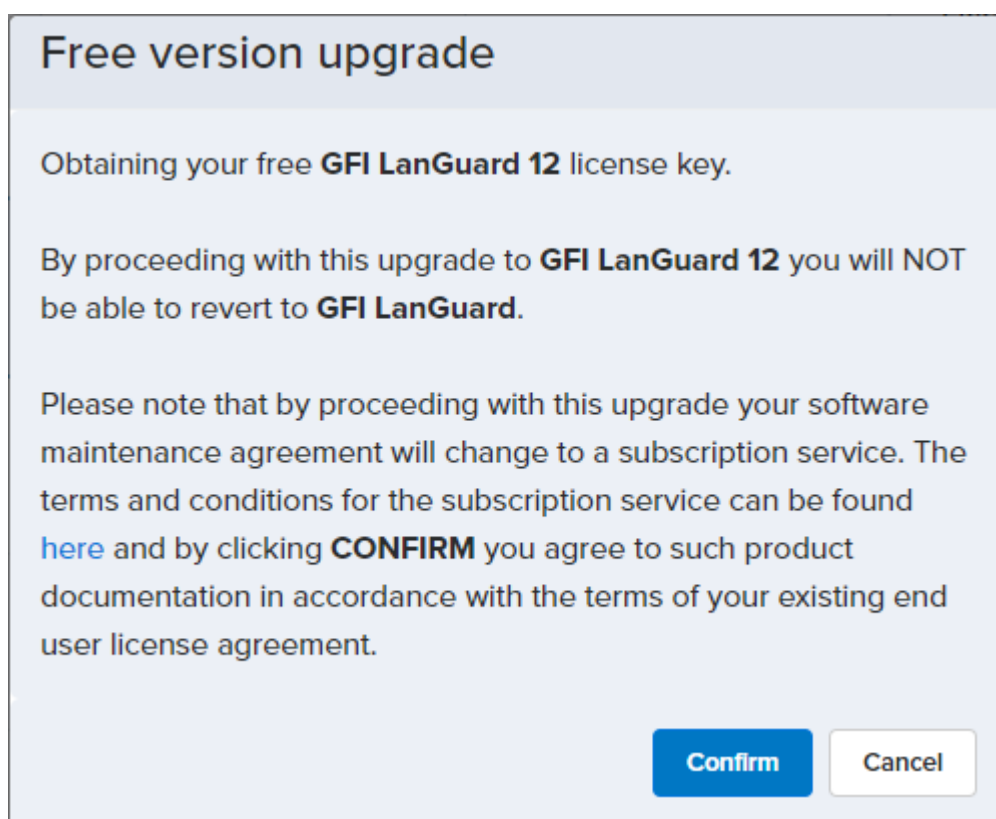 Free version upgrade
Obtaining your free GFI LanGuard 12 license key.
By proceeding with this upgrade to GFI LanGuard 12 you will NOT
be able to revert to GFI LanGuard.
Please note that by proceeding with this upgrade your software
maintenance agreement will change to a subscription service. The
terms and conditions for the subscription service can be found
here and by clicking CONFIRM you agree to such product
documentation in accordance with the terms of your existing end
user license agreement.
Confirm Cancel